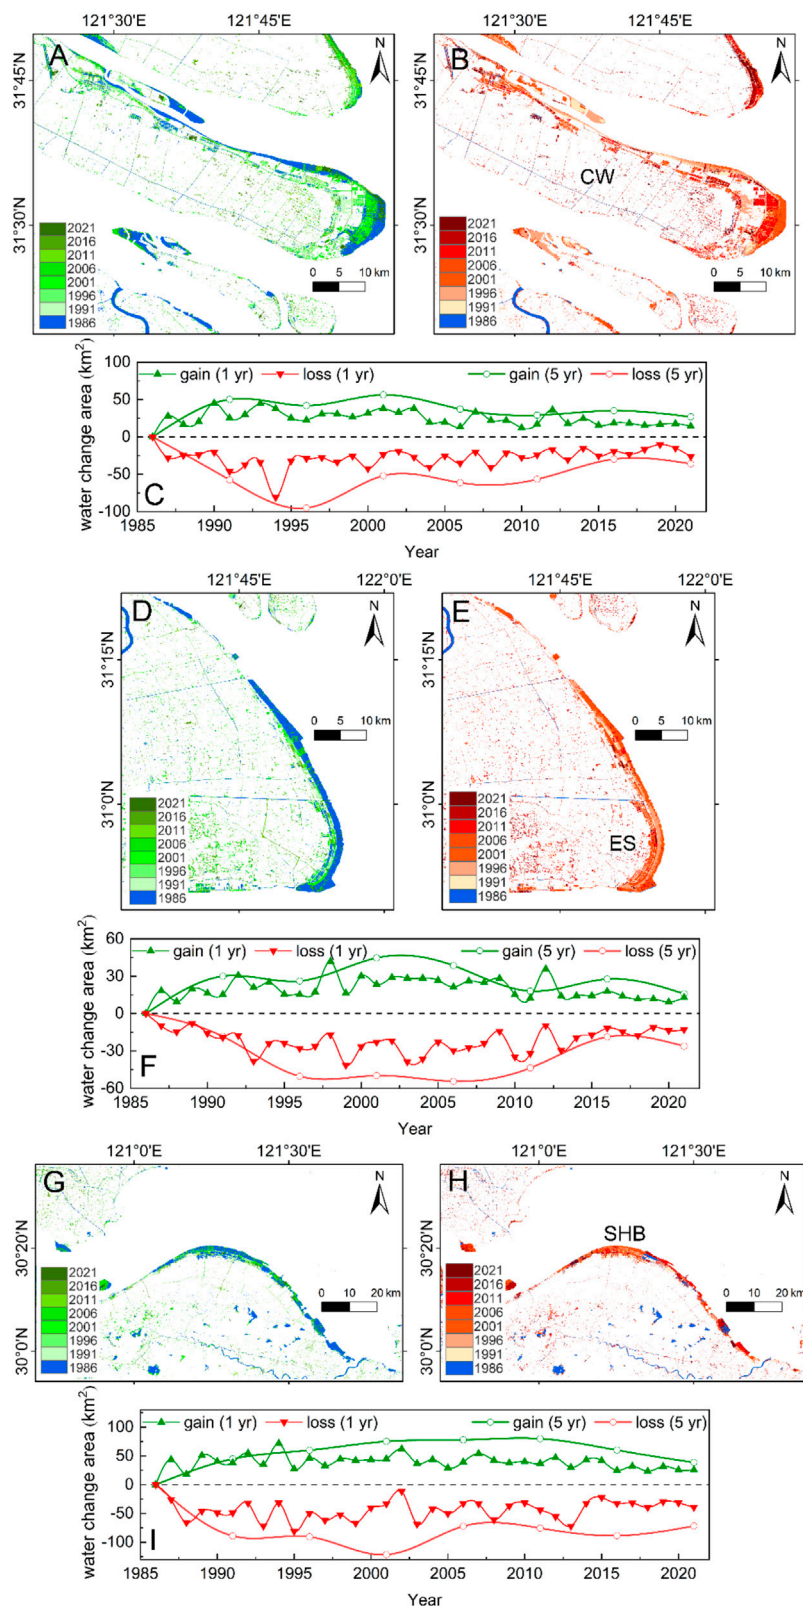 121°30'E 121°45'E 121°30'E 121°45'E
A N B N
31°45'N 31°45'N
CW
31°30'N 31°30'N
2021 2021
2016 2016
2011 2011
2006 2006
2001 2001
1996 1996
1991 1991
1986 1986
0 5 10 km 0 5 10 km
water change area (km²)
100
gain (1 yr) loss (1 yr) gain (5 yr) loss (5 yr)
50
0
-50
-100
C
1985 1990 1995 2000 2005 2010 2015 2020
Year
121°45'E 122°0'E 121°45'E 122°0'E
D N E N
31°15'N 31°15'N
0 5 10 km 0 5 10 km
31°0'N 31°0'N
2021 2021
2016 2016
2011 2011
2006 2006
2001 2001
1996 1996
1991 1991
1986 1986
ES
water change area (km²)
60
gain (1 yr) loss (1 yr) gain (5 yr) loss (5 yr)
30
0
-30
-60
F
1985 1990 1995 2000 2005 2010 2015 2020
Year
121°0'E 121°30'E 121°0'E 121°30'E
G N H N
SHB
30°20'N 30°20'N
30°0'N 30°0'N
2021 2021
2016 2016
2011 2011
2006 2006
2001 2001
1996 1996
1991 1991
1986 1986
0 10 20 km 0 10 20 km
water change area (km²)
100
gain (1 yr) loss (1 yr) gain (5 yr) loss (5 yr)
50
0
-50
-100
I
1985 1990 1995 2000 2005 2010 2015 2020
Year